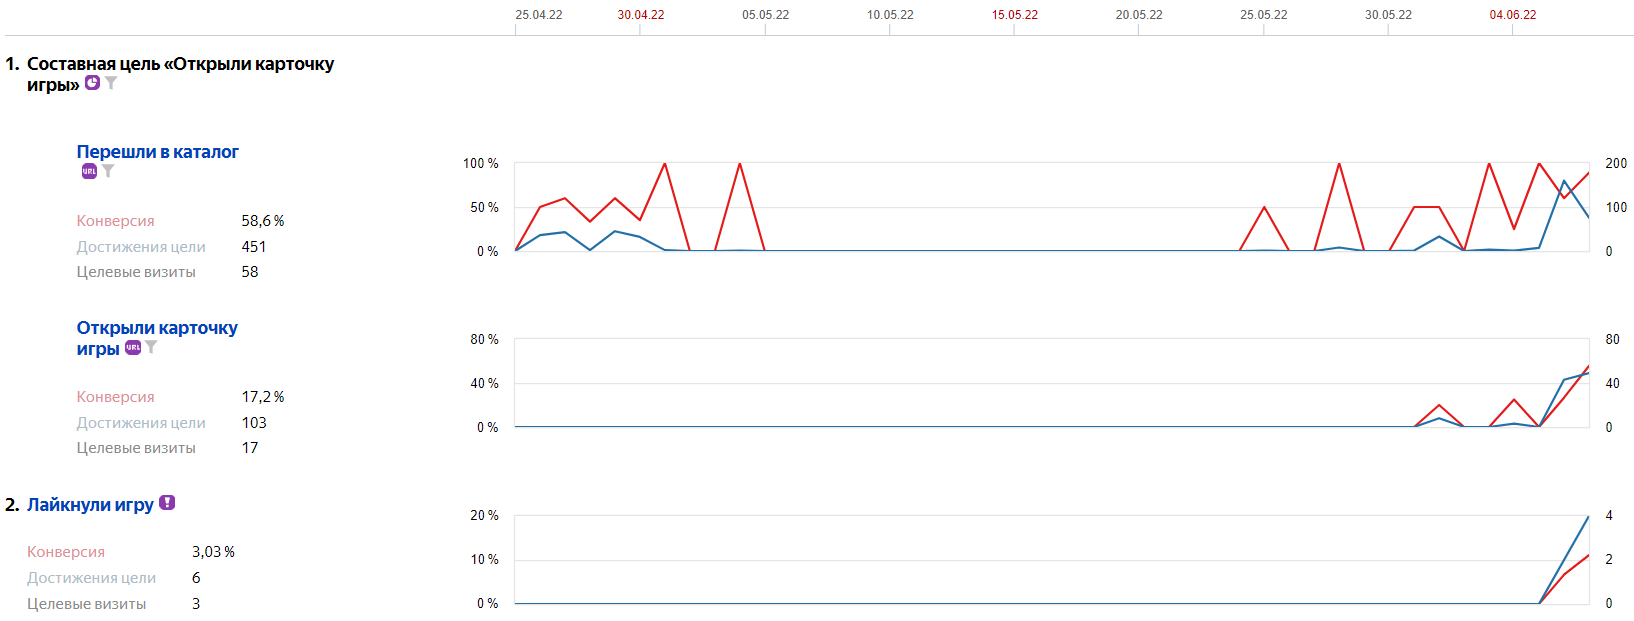 25.04.22 30.04.22 05.05.22 10.05.22 15.05.22 20.05.22 25.05.22 30.05.22 04.06.22
1. Составная цель «Открыли карточку
игры»
Перешли в каталог
URL
100 % 200
50 % 100
0 % 0
Конверсия 58,6 %
Достижения цели 451
Целевые визиты 58
Открыли карточку
игры URL
80 % 80
40 % 40
0 % 0
Конверсия 17,2 %
Достижения цели 103
Целевые визиты 17
2. Лайкнули игру !
20 % 4
10 % 2
0 % 0
Конверсия 3,03 %
Достижения цели 6
Целевые визиты 3